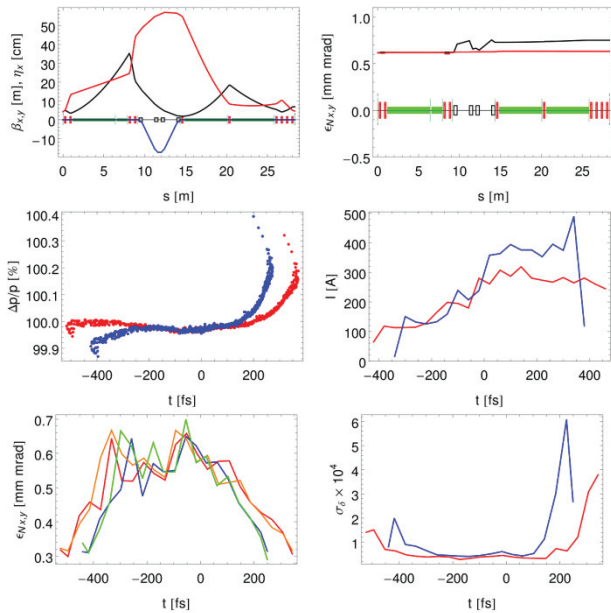 β_{x,y} [m], η_x [cm]
50
40
30
20
10
0
−10
0 5 10 15 20 25
s [m]
ϵ_{N x,y} [mm mrad]
1.0
0.5
0.0
−0.5
0 5 10 15 20 25
s [m]
Δp/p [%]
100.4
100.3
100.2
100.1
100.0
99.9
−400 −200 0 200
t [fs]
I [A]
500
400
300
200
100
0
−400 −200 0 200 400
t [fs]
ϵ_{N x,y} [mm mrad]
0.7
0.6
0.5
0.4
0.3
−400 −200 0 200
t [fs]
σ_δ × 10^4
6
5
4
3
2
1
−400 −200 0 200
t [fs]